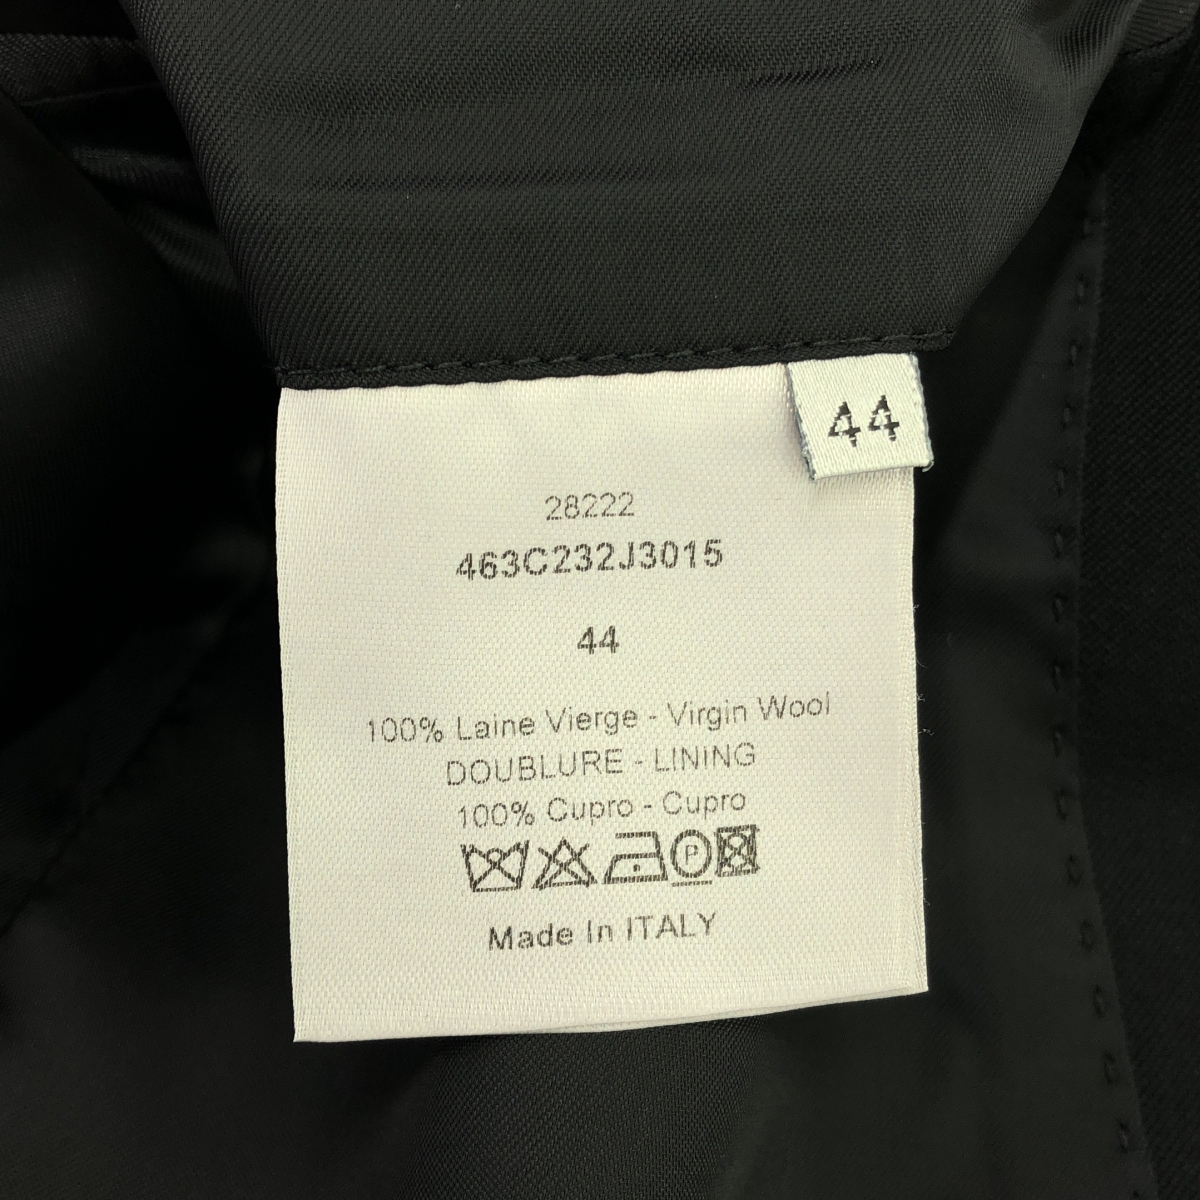 44
28222
463C232J3015
44
100% Laine Vierge - Virgin Wool
DOUBLURE - LINING
100% Cupro - Cupro
P
Made In ITALY